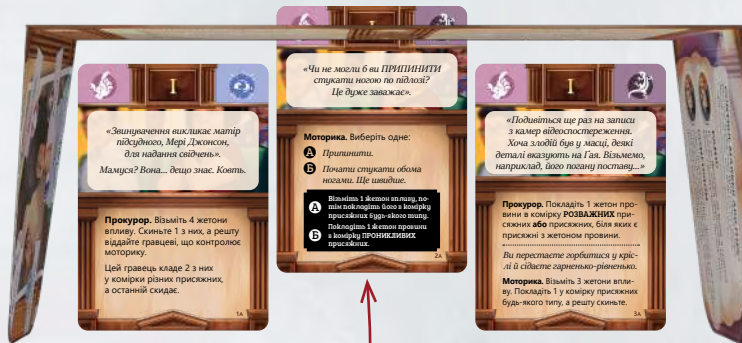 I
«Звинувачення викликає матір
підсудного, Мері Джонсон,
для надання свідчень».
Мамуся? Вона... дещо знає. Ковть.
Прокурор. Візьміть 4 жетони
впливу. Скиньте 1 з них, а решту
віддайте гравцеві, що контролює
моторику.
Цей гравець кладе 2 з них
у комірки різних присяжних,
а останній скидає.
1А
I
«Чи не могли б ви ПРИПИНИТИ
стукати ногою по підлозі?
Це дуже заважає».
Моторика. Виберіть одне:
А Припинити.
Б Почати стукати обома
ногами. Ще швидше.
А Візьміть 1 жетон впливу, по-
тім покладіть його в комірку
присяжних будь-якого типу.
Б Покладіть 1 жетон провини
в комірку ПРОНИКЛИВИХ
присяжних.
2А
I
«Подивіться ще раз на записи
з камер відеоспостереження.
Хоча злодій був у масці, деякі
деталі вказують на Гая. Візьмемо,
наприклад, його погану поставу...»
Прокурор. Покладіть 1 жетон про-
вини в комірку РОЗВАЖНИХ при-
сяжних або присяжних, біля яких є
присяжні з жетоном провини.
Ви перестаєте горбитися у кріс-
лі й сідаєте гарненько-рівненько.
Моторика. Візьміть 3 жетони впли-
ву. Покладіть 1 у комірку присяжних
будь-якого типу, а решту скиньте.
3А